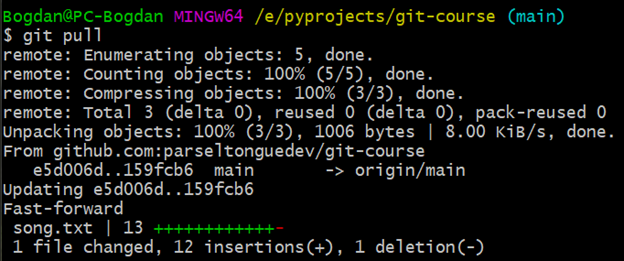 Bogdan@PC-Bogdan MINGW64 /e/pyprojects/git-course (main)
$ git pull
remote: Enumerating objects: 5, done.
remote: Counting objects: 100% (5/5), done.
remote: Compressing objects: 100% (3/3), done.
remote: Total 3 (delta 0), reused 0 (delta 0), pack-reused 0
Unpacking objects: 100% (3/3), 1006 bytes | 8.00 KiB/s, done.
From github.com:parseltonguedev/git-course
   e5d006d..159fcb6  main       -> origin/main
Updating e5d006d..159fcb6
Fast-forward
 song.txt | 13 ++++++++++++-
 1 file changed, 12 insertions(+), 1 deletion(-)